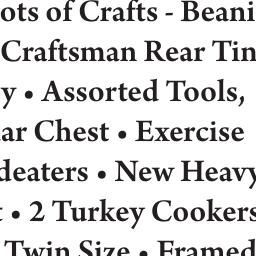 ots of Crafts - Beani
Craftsman Rear Tin
y • Assorted Tools,
ar Chest • Exercise
deaters • New Heavy
• 2 Turkey Cookers
Twin Size • Framed